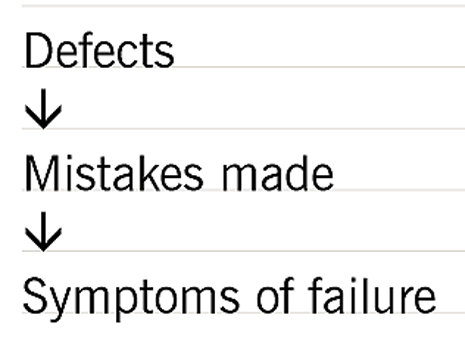 Defects
↓
Mistakes made
↓
Symptoms of failure